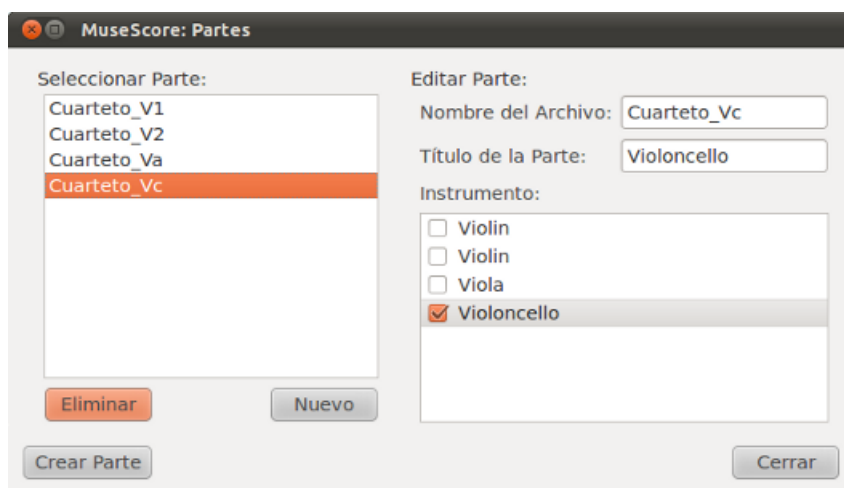 MuseScore: Partes
Seleccionar Parte:
Cuarteto_V1
Cuarteto_V2
Cuarteto_Va
Cuarteto_Vc
Eliminar
Nuevo
Crear Parte
Editar Parte:
Nombre del Archivo: Cuarteto_Vc
Título de la Parte: Violoncello
Instrumento:
Violin
Violin
Viola
Violoncello
Cerrar